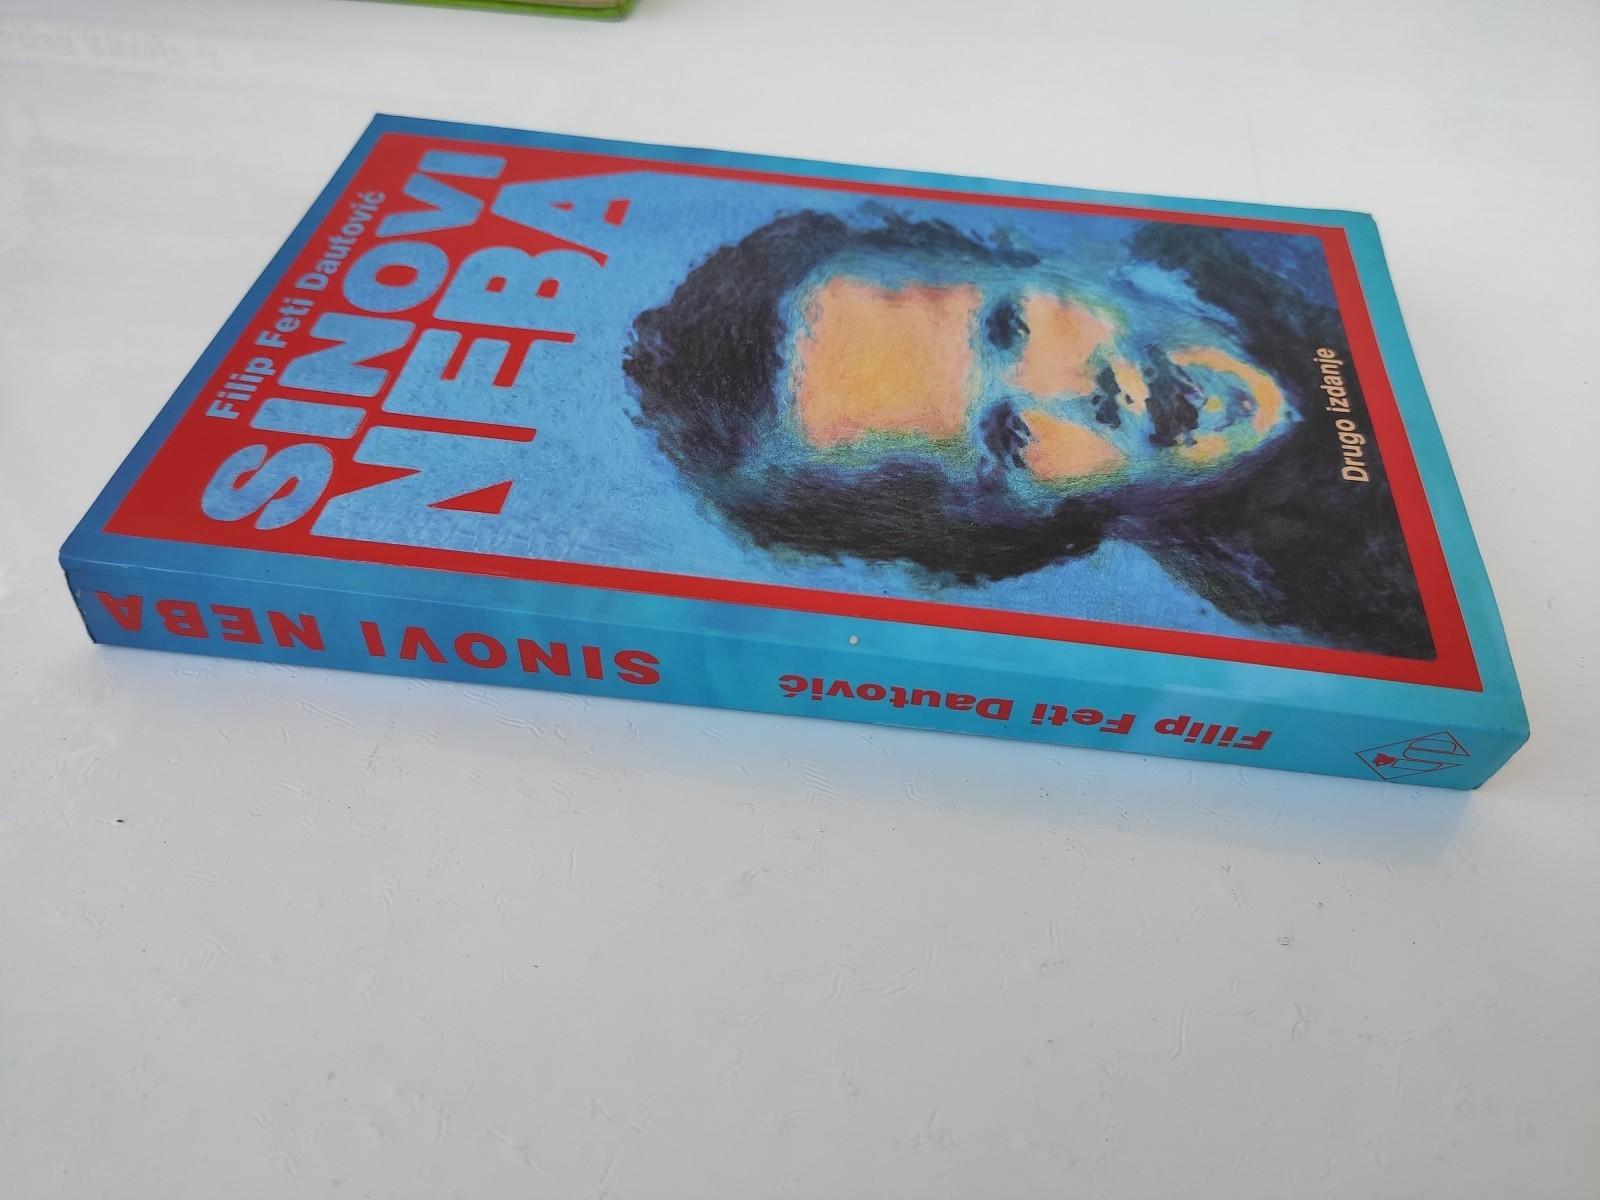 Filip Feti Dautović
SINOVI
NEBA
Drugo izdanje
Filip Feti Dautović
SINOVI NEBA